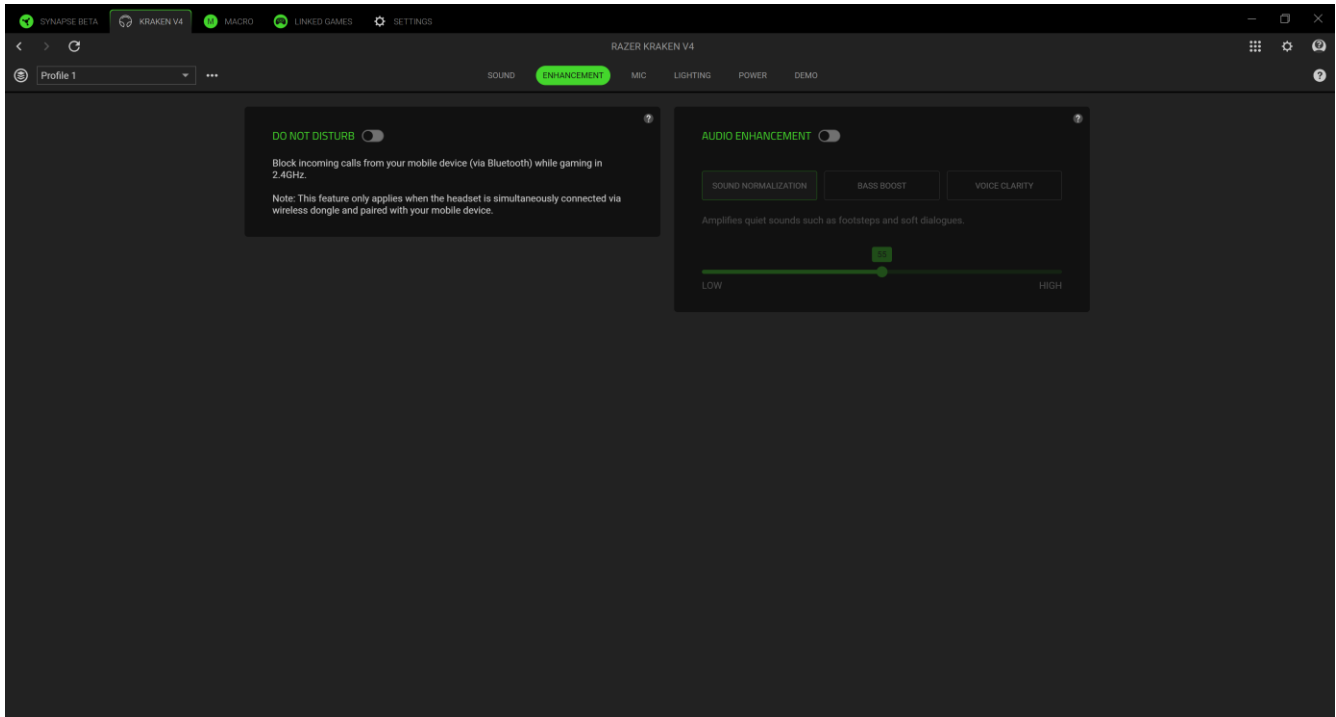 SYNAPSE BETA
KRAKEN V4
M
MACRO
LINKED GAMES
SETTINGS
RAZER KRAKEN V4
Profile 1
SOUND
ENHANCEMENT
MIC
LIGHTING
POWER
DEMO
?
DO NOT DISTURB
?
Block incoming calls from your mobile device (via Bluetooth) while gaming in
2.4GHz.
Note: This feature only applies when the headset is simultaneously connected via
wireless dongle and paired with your mobile device.
AUDIO ENHANCEMENT
?
SOUND NORMALIZATION
BASS BOOST
VOICE CLARITY
Amplifies quiet sounds such as footsteps and soft dialogues.
55
LOW
HIGH